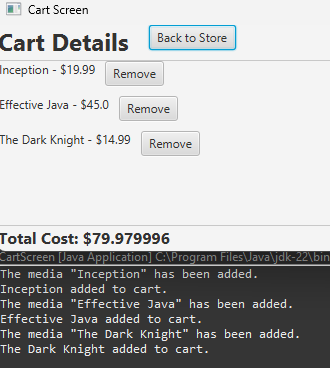 Cart Screen
Cart Details
Back to Store
Inception - $19.99
Remove
Effective Java - $45.0
Remove
The Dark Knight - $14.99
Remove
Total Cost: $79.979996
CartScreen [Java Application] C:\Program Files\Java\jdk-22\bin
The media "Inception" has been added.
Inception added to cart.
The media "Effective Java" has been added.
Effective Java added to cart.
The media "The Dark Knight" has been added.
The Dark Knight added to cart.